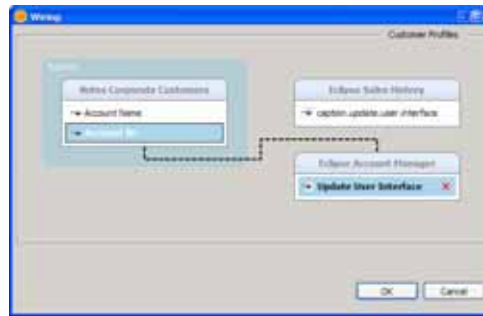 Wiring
Customer Profiles
Notes Corporate Customers
Account Name
Eclipse Sales History
caption.update.user interface
Eclipse Account Manager
Update User Interface
OK
Cancel